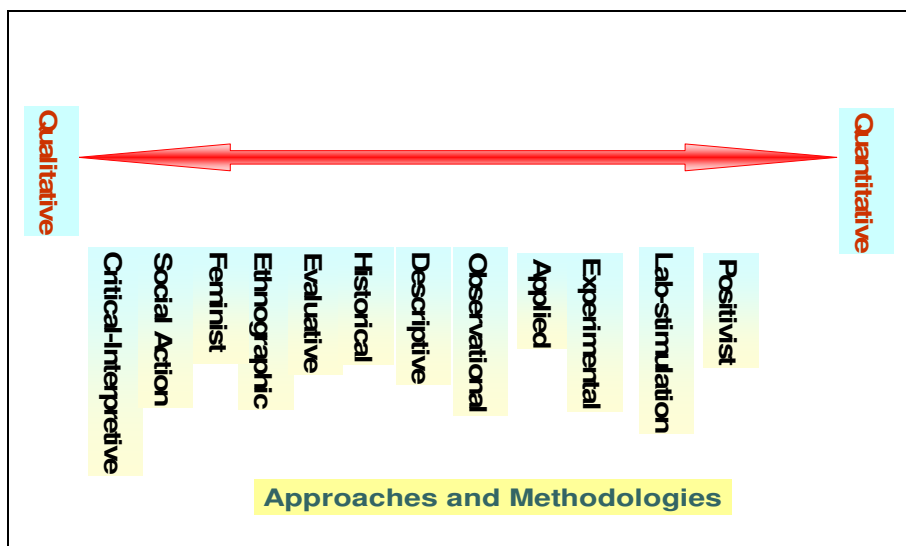 Qualitative
Quantitative
Critical-Interpretive
Social Action
Feminist
Ethnographic
Evaluative
Historical
Descriptive
Observational
Applied
Experimental
Lab-stimulation
Positivist
Approaches and Methodologies